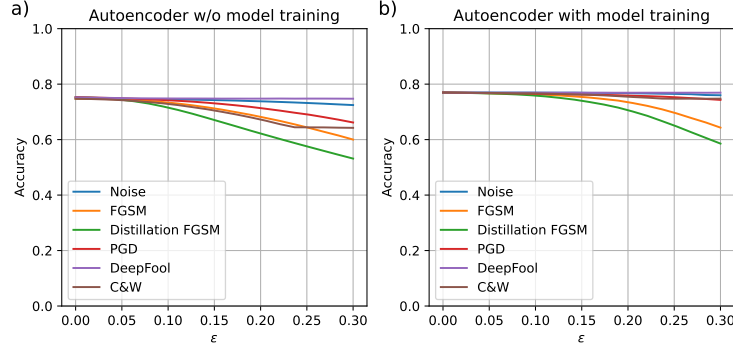 a)
Autoencoder w/o model training
1.0
0.8
0.6
0.4
0.2
0.0
Accuracy
Noise
FGSM
Distillation FGSM
PGD
DeepFool
C&W
0.00 0.05 0.10 0.15 0.20 0.25 0.30
ε
b)
Autoencoder with model training
1.0
0.8
0.6
0.4
0.2
0.0
Accuracy
Noise
FGSM
Distillation FGSM
PGD
DeepFool
C&W
0.00 0.05 0.10 0.15 0.20 0.25 0.30
ε